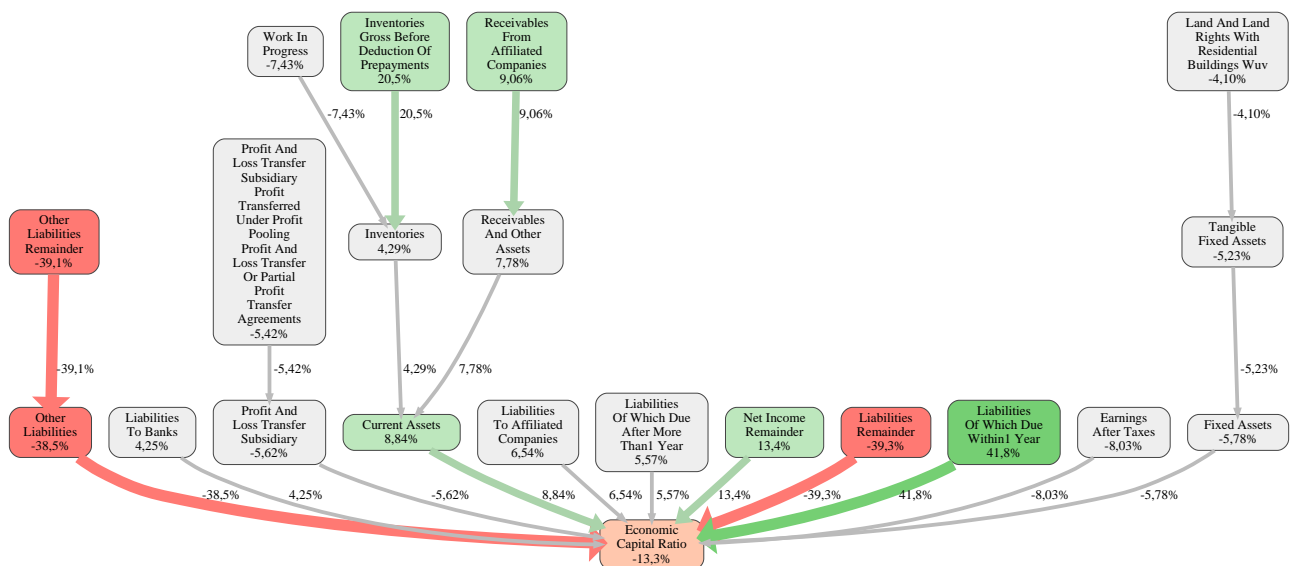 Work In
Progress
-7,43%
Inventories
Gross Before
Deduction Of
Prepayments
20,5%
Receivables
From
Affiliated
Companies
9,06%
Land And Land
Rights With
Residential
Buildings Wuv
-4,10%
-7,43%
20,5%
9,06%
-4,10%
Other
Liabilities
Remainder
-39,1%
Profit And
Loss Transfer
Subsidiary
Profit
Transferred
Under Profit
Pooling
Profit And
Loss Transfer
Or Partial
Profit
Transfer
Agreements
-5,42%
Inventories
4,29%
Receivables
And Other
Assets
7,78%
Tangible
Fixed Assets
-5,23%
-39,1%
-5,42%
4,29%
7,78%
-5,23%
Other
Liabilities
-38,5%
Liabilities
To Banks
4,25%
Profit And
Loss Transfer
Subsidiary
-5,62%
Current Assets
8,84%
Liabilities
To Affiliated
Companies
6,54%
Liabilities
Of Which Due
After More
Than1 Year
5,57%
Net Income
Remainder
13,4%
Liabilities
Remainder
-39,3%
Liabilities
Of Which Due
Within1 Year
41,8%
Earnings
After Taxes
-8,03%
Fixed Assets
-5,78%
-38,5%
4,25%
-5,62%
8,84%
6,54%
5,57%
13,4%
-39,3%
41,8%
-8,03%
-5,78%
Economic
Capital Ratio
-13,3%